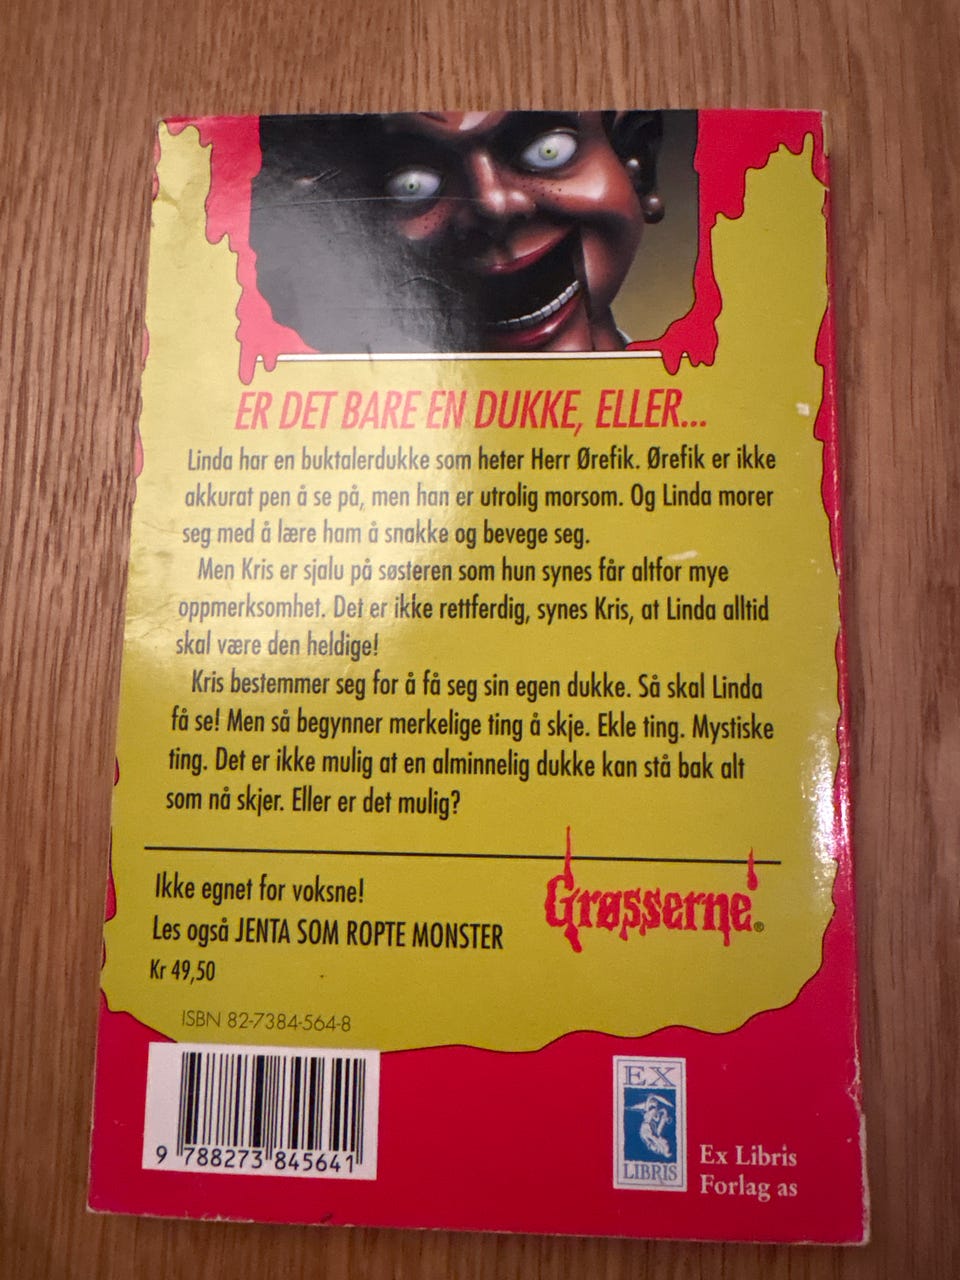 ER DET BARE EN DUKKE, ELLER...
Linda har en buktalerdukke som heter Herr Ørefik. Ørefik er ikke
akkurat pen å se på, men han er utrolig morsom. Og Linda morer
seg med å lære ham å snakke og bevege seg.
Men Kris er sjalu på søsteren som hun synes får altfor mye
oppmerksomhet. Det er ikke rettferdig, synes Kris, at Linda alltid
skal være den heldige!
Kris bestemmer seg for å få seg sin egen dukke. Så skal Linda
få se! Men så begynner merkelige ting å skje. Ekle ting. Mystiske
ting. Det er ikke mulig at en alminnelig dukke kan stå bak alt
som nå skjer. Eller er det mulig?
Ikke egnet for voksne!
Les også JENTA SOM ROPTE MONSTER
Kr 49,50
Grøsserne®
ISBN 82-7384-564-8
9 788273 845641
EX
LIBRIS
Ex Libris
Forlag as